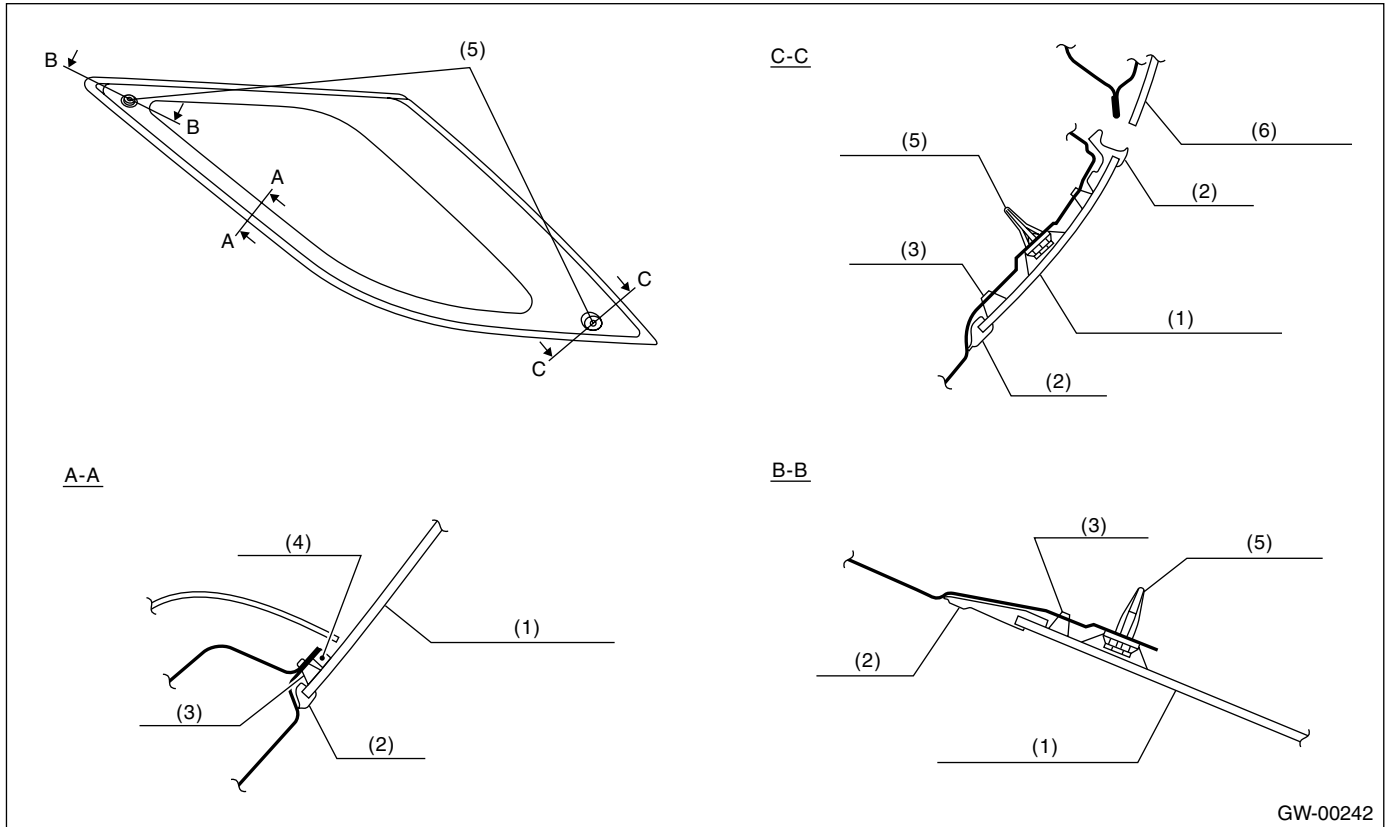 B
(5)
B
A
A
C
C
C-C
(6)
(5)
(2)
(3)
(1)
(2)
A-A
(4)
(1)
(3)
(2)
B-B
(3)
(5)
(2)
(1)
GW-00242